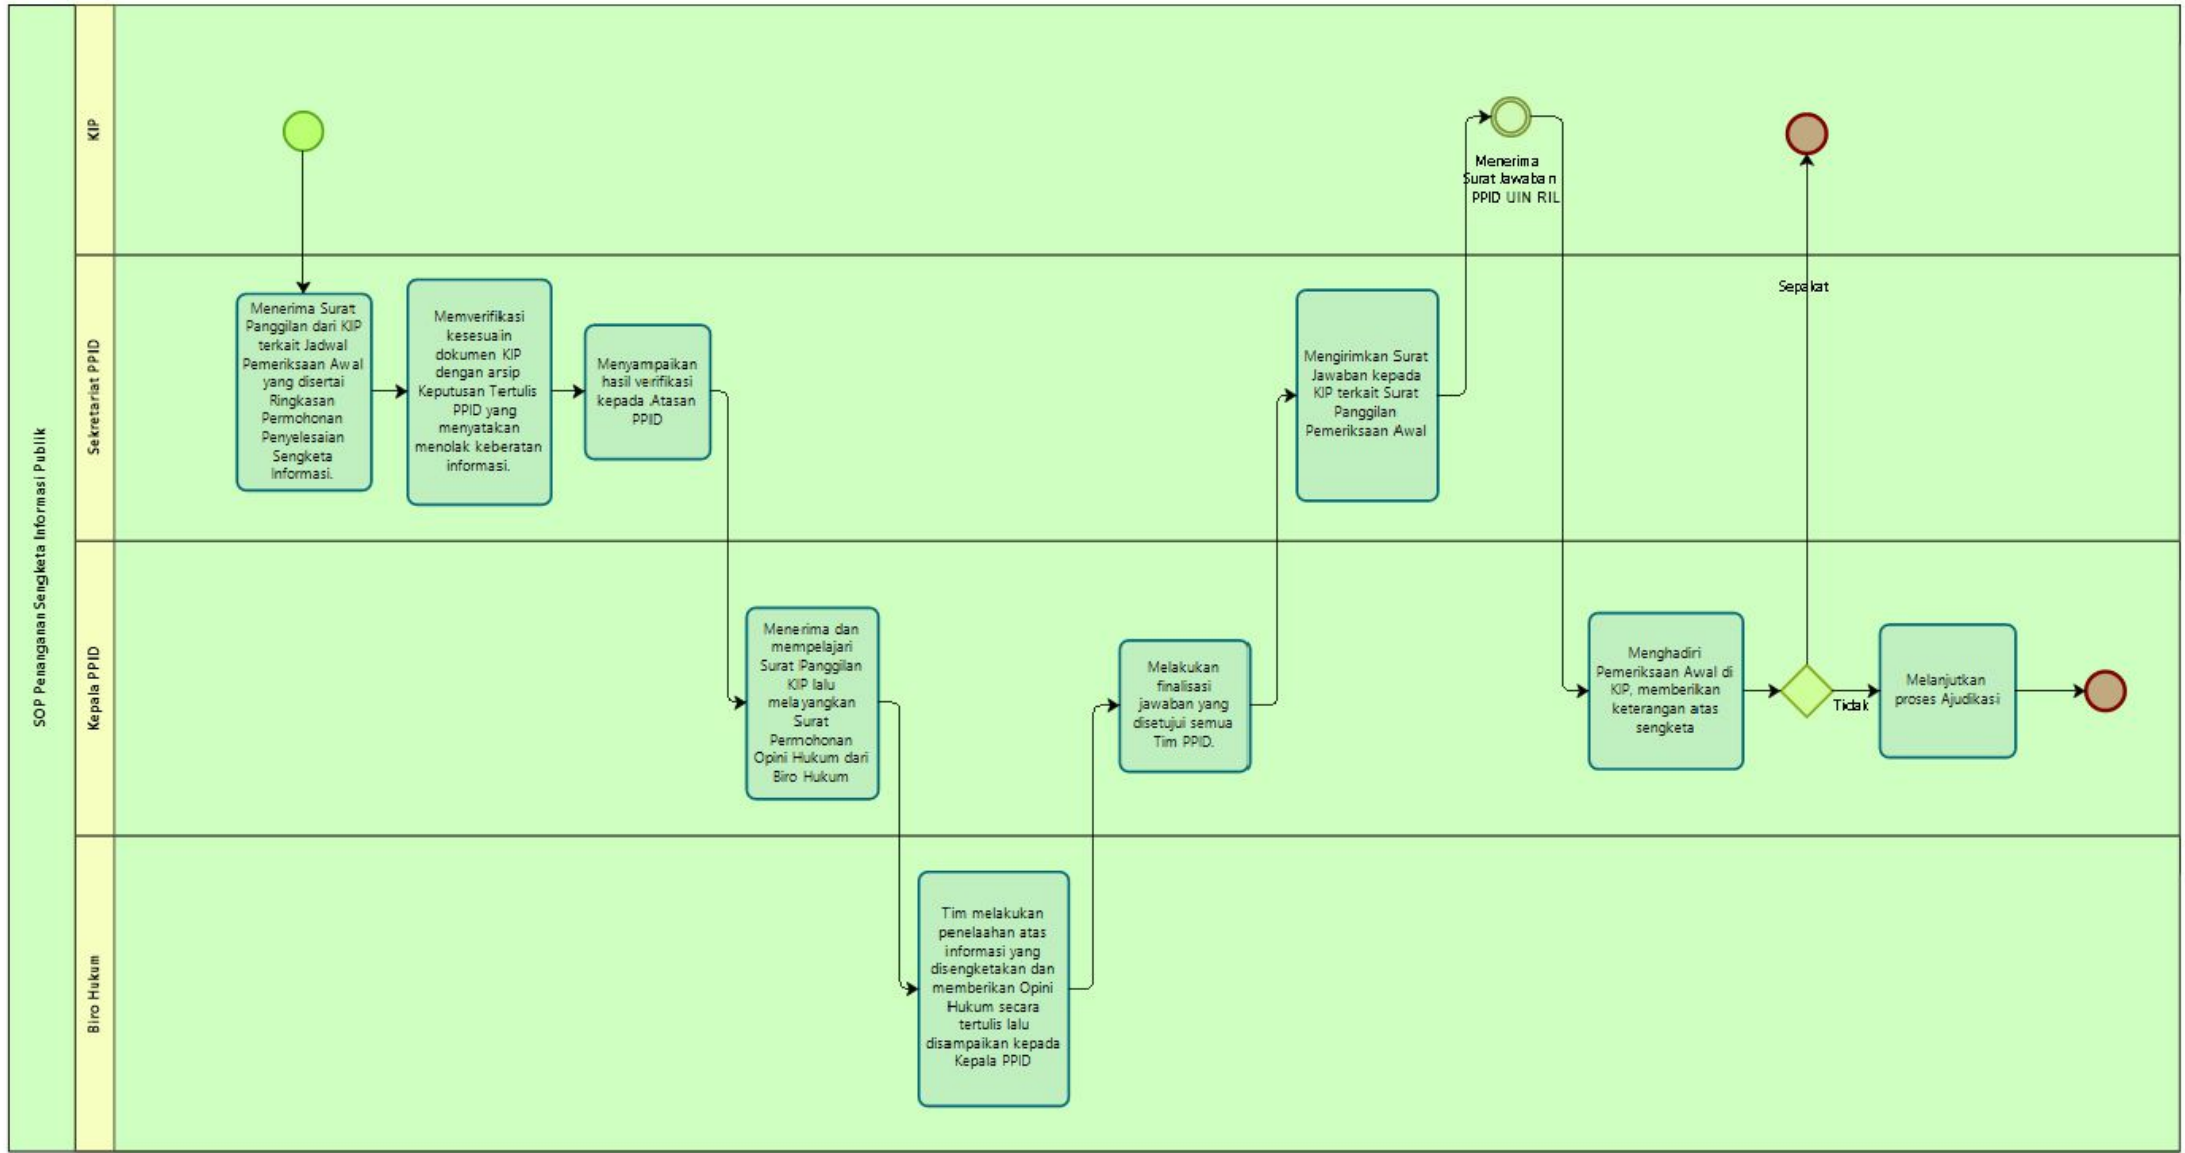 SOP Penanganan Sengketa Informasi Publik
KIP
Menerima
Surat Jawaban
PPID UIN RIL
Sekretariat PPID
Menerima Surat
Panggilan dari KIP
terkait Jadwal
Pemeriksaan Awal
yang disertai
Ringkasan
Permohonan
Penyelesaian
Sengketa
Informasi.
Memverifikasi
kesesuain
dokumen KIP
dengan arsip
Keputusan Tertulis
PPID yang
menyatakan
menolak keberatan
informasi.
Menyampaikan
hasil verifikasi
kepada Atasan
PPID
Mengirimkan Surat
Jawaban kepada
KIP terkait Surat
Panggilan
Pemeriksaan Awal
Sepakat
Kepala PPID
Menerima dan
mempelajari
Surat Panggilan
KIP lalu
melayangkan
Surat
Permohonan
Opini Hukum dari
Biro Hukum
Melakukan
finalisasi
jawaban yang
disetujui semua
Tim PPID.
Menghadiri
Pemeriksaan Awal di
KIP, memberikan
keterangan atas
sengketa
Tidak
Melanjutkan
proses Ajudikasi
Biro Hukum
Tim melakukan
penelaahan atas
informasi yang
disengketakan dan
memberikan Opini
Hukum secara
tertulis lalu
disampaikan kepada
Kepala PPID